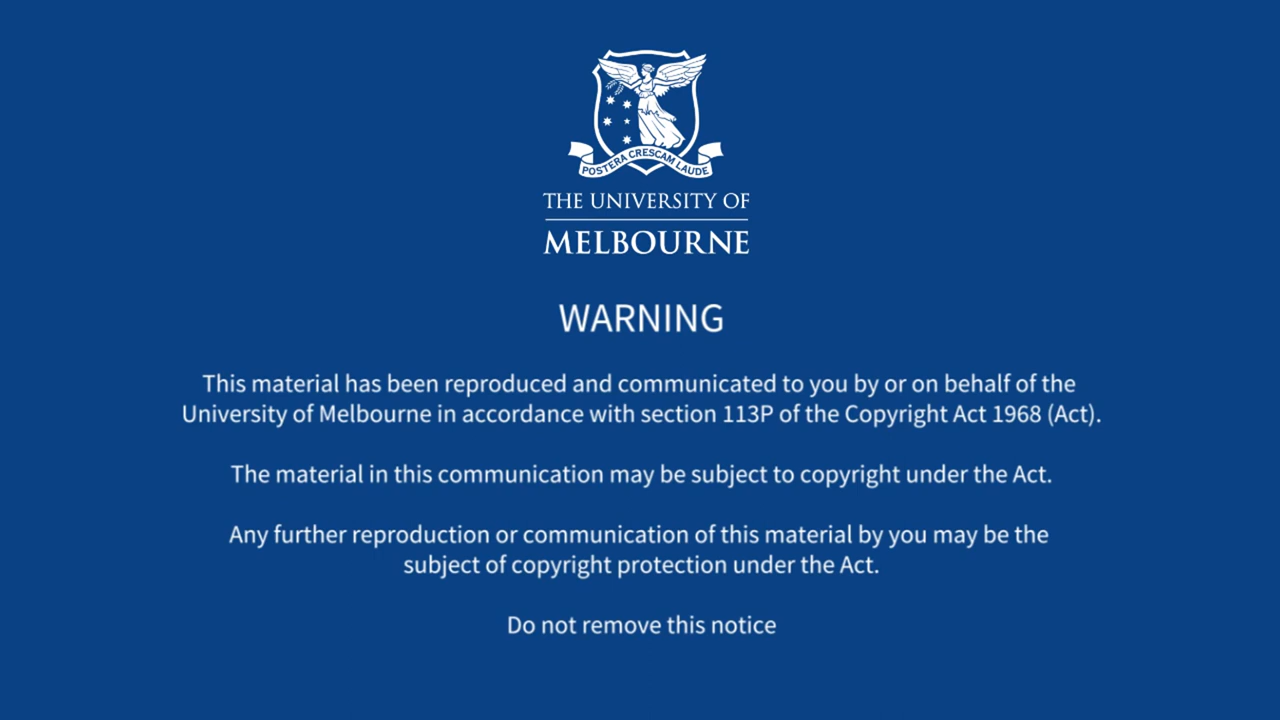 POSTERA CRESCAM LAUDE
THE UNIVERSITY OF
MELBOURNE
WARNING
This material has been reproduced and communicated to you by or on behalf of the
University of Melbourne in accordance with section 113P of the Copyright Act 1968 (Act).
The material in this communication may be subject to copyright under the Act.
Any further reproduction or communication of this material by you may be the
subject of copyright protection under the Act.
Do not remove this notice